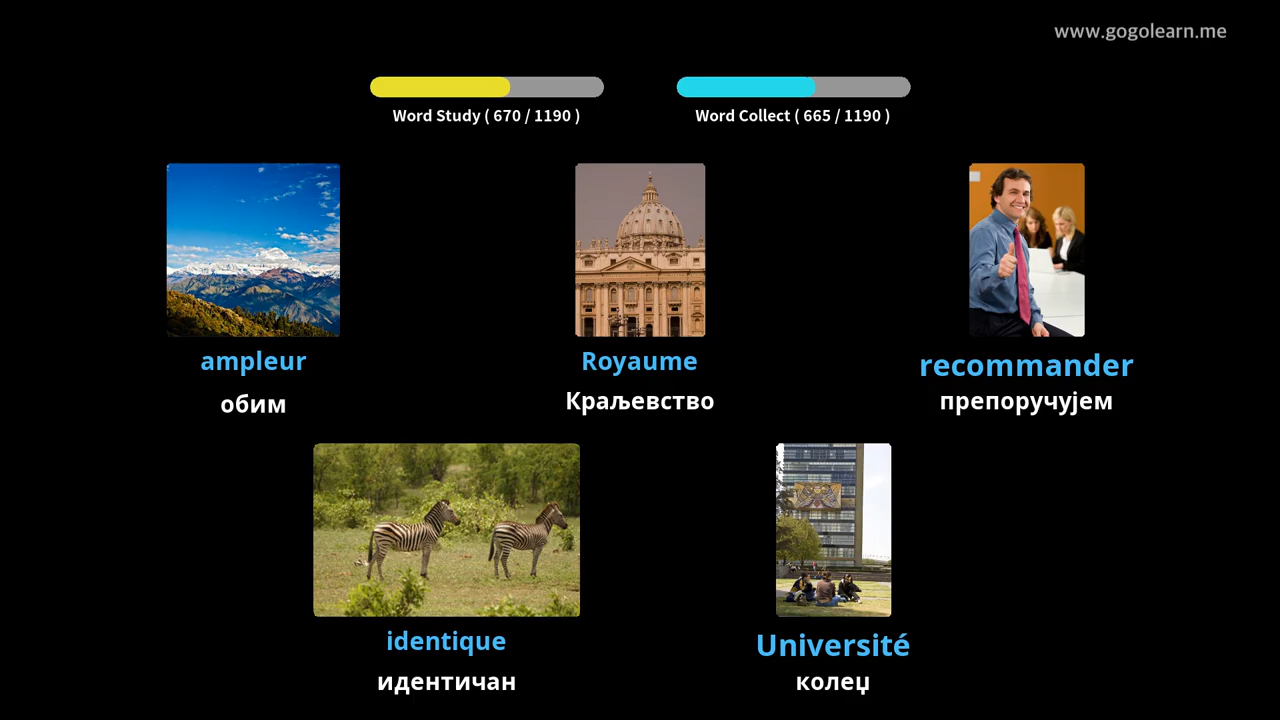 www.gogolearn.me
Word Study ( 670 / 1190 )
Word Collect ( 665 / 1190 )
ampleur
обим
Royaume
Краљевство
recommander
препоручујем
identique
идентичан
Université
колеџ